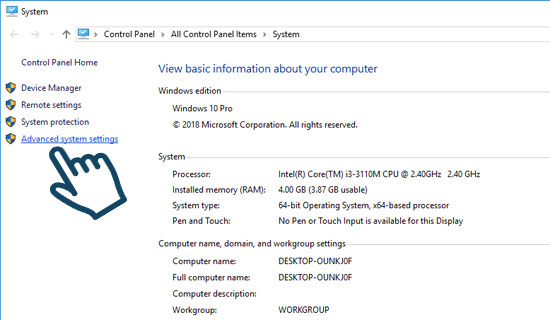 System
Control Panel > All Control Panel Items > System
Control Panel Home
Device Manager
Remote settings
System protection
Advanced system settings
View basic information about your computer
Windows edition
Windows 10 Pro
© 2018 Microsoft Corporation. All rights reserved.
System
Processor: Intel(R) Core(TM) i3-3110M CPU @ 2.40GHz 2.40 GHz
Installed memory (RAM): 4.00 GB (3.87 GB usable)
System type: 64-bit Operating System, x64-based processor
Pen and Touch: No Pen or Touch Input is available for this Display
Computer name, domain, and workgroup settings
Computer name: DESKTOP-OUNKJ0F
Full computer name: DESKTOP-OUNKJ0F
Computer description:
Workgroup: WORKGROUP